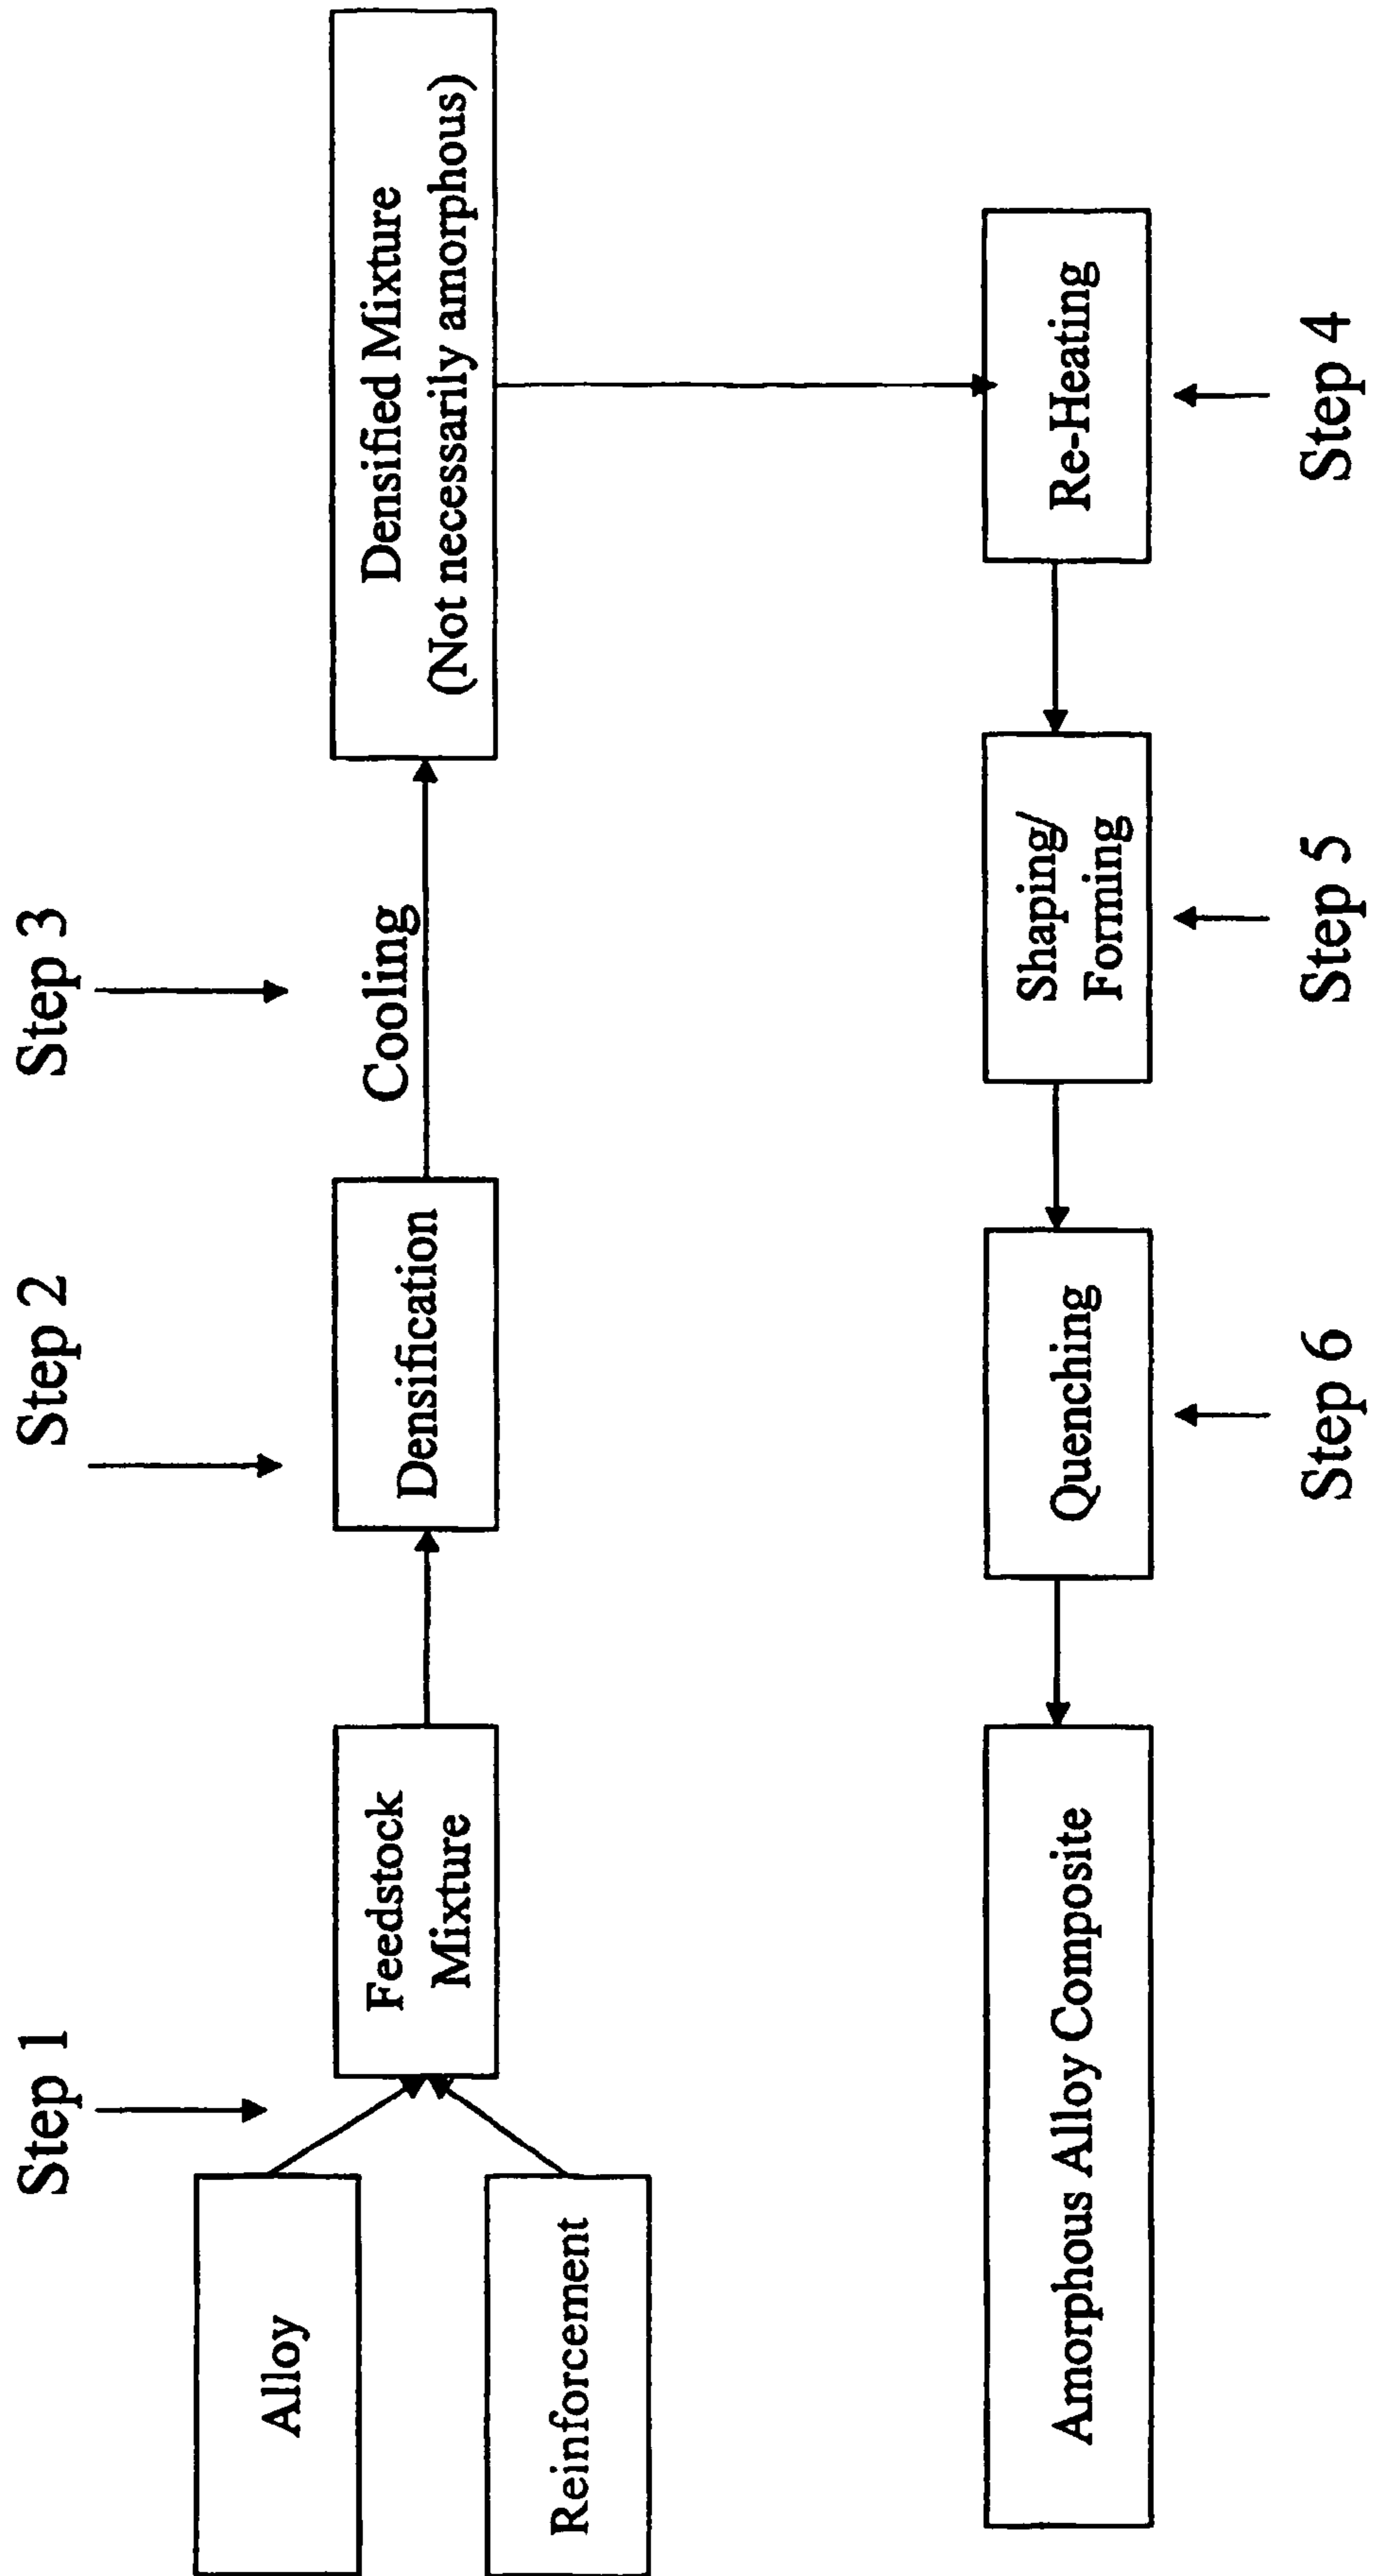 Step 1
Step 2
Step 3
Alloy
Reinforcement
Feedstock
Mixture
Densification
Cooling
Densified Mixture
(Not necessarily amorphous)
Re-Heating
Shaping/
Forming
Quenching
Amorphous Alloy Composite
Step 4
Step 5
Step 6